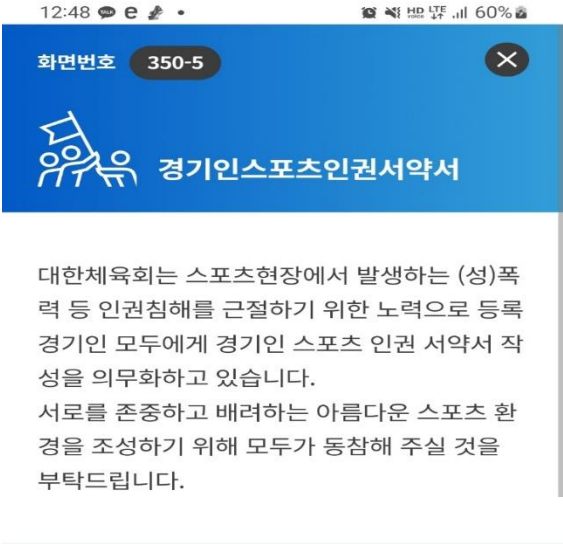 12:48
60%
화면번호 350-5
경기인스포츠인권서약서
대한체육회는 스포츠현장에서 발생하는 (성)폭
력 등 인권침해를 근절하기 위한 노력으로 등록
경기인 모두에게 경기인 스포츠 인권 서약서 작
성을 의무화하고 있습니다.
서로를 존중하고 배려하는 아름다운 스포츠 환
경을 조성하기 위해 모두가 동참해 주실 것을
부탁드립니다.